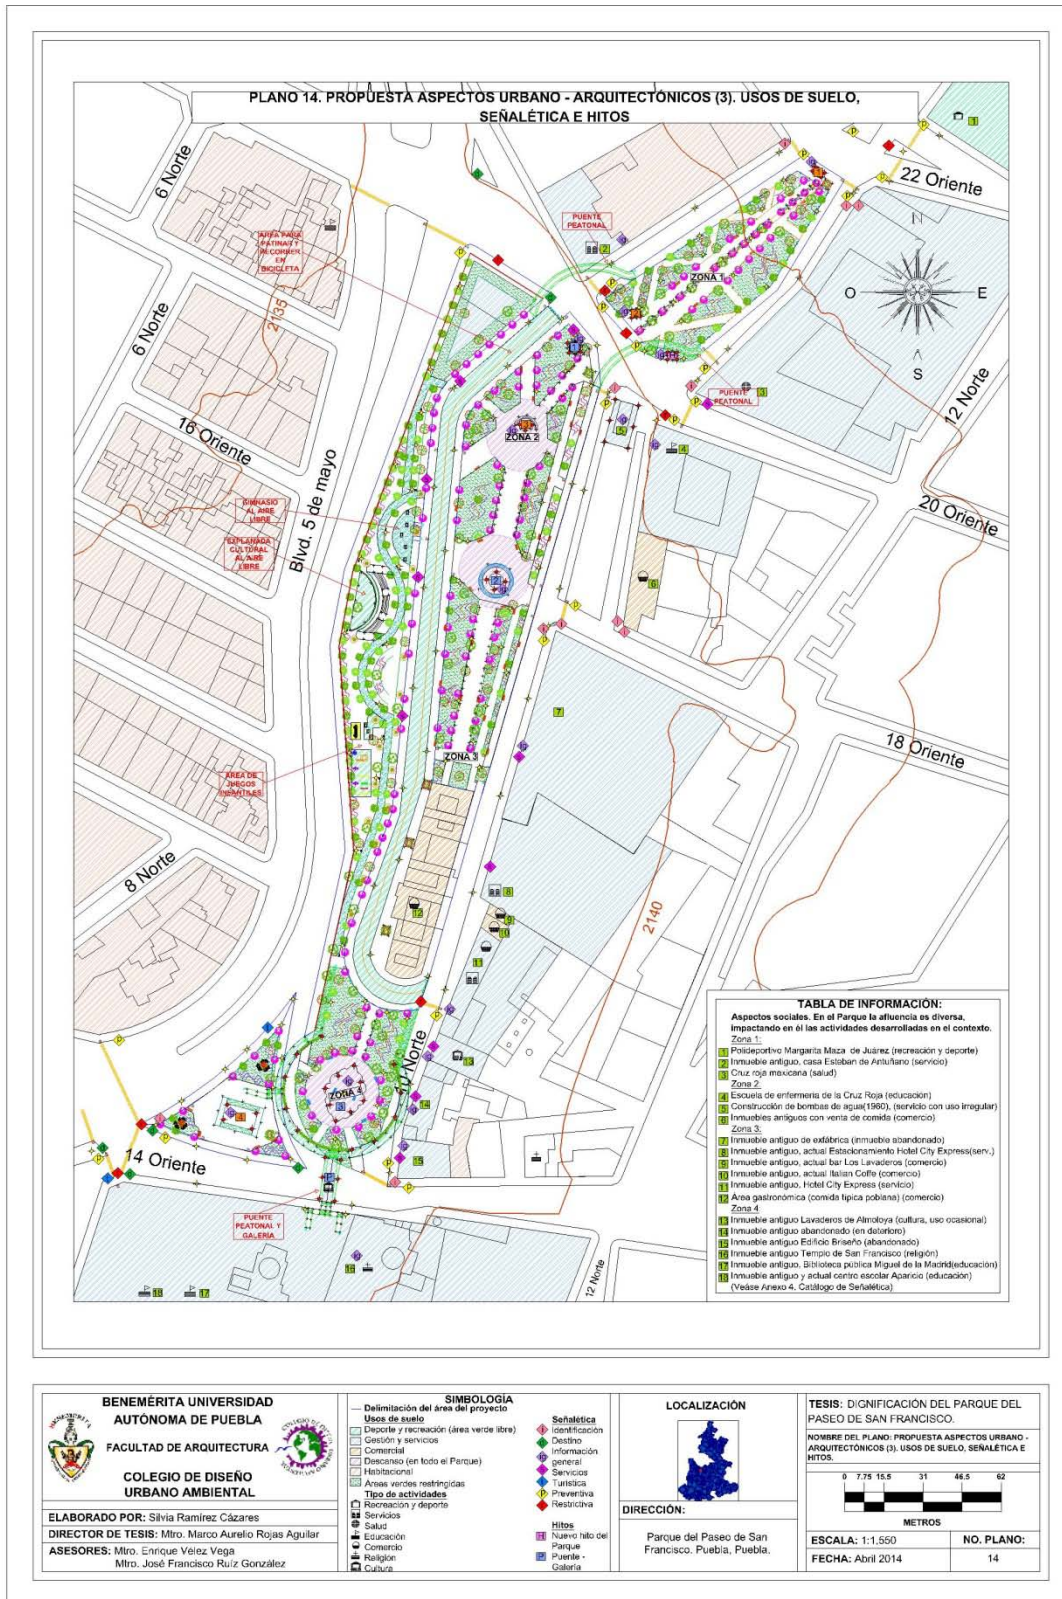 PLANO 14. PROPUESTA ASPECTOS URBANO - ARQUITECTÓNICOS (3). USOS DE SUELO,
SEÑALÉTICA E HITOS
6 Norte
6 Norte
16 Oriente
8 Norte
14 Oriente
Blvd. 5 de mayo
22 Oriente
12 Norte
20 Oriente
18 Oriente
12 Norte
2135
2140
N
O
E
S
ÁREA PARA
PATINAR Y
RECORRER
EN
BICICLETA
PUENTE
PEATONAL
PUENTE
PEATONAL
GIMNASIO
AL AIRE
LIBRE
EXPLANADA
CULTURAL
AL AIRE
LIBRE
ÁREA DE
JUEGOS
INFANTILES
PUENTE
PEATONAL Y
GALERÍA
ZONA 1
ZONA 2
ZONA 3
ZONA 4
TABLA DE INFORMACIÓN:
Aspectos sociales. En el Parque la afluencia es diversa,
impactando en él las actividades desarrolladas en el contexto.
Zona 1:
1 Polideportivo Margarita Maza de Juárez (recreación y deporte)
2 Inmueble antiguo, casa Esteban de Antuñano (servicio)
3 Cruz roja mexicana (salud)
Zona 2
4 Escuela de enfermería de la Cruz Roja (educación)
5 Construcción de bombas de agua(1960), (servicio con uso irregular)
6 Inmuebles antiguos con venta de comida (comercio)
Zona 3:
7 Inmueble antiguo de exfábrica (inmueble abandonado)
8 Inmueble antiguo, actual Estacionamiento Hotel City Express(serv.)
9 Inmueble antiguo, actual bar Los Lavaderos (comercio)
10 Inmueble antiguo, actual Italian Coffe (comercio)
11 Inmueble antiguo, Hotel City Express (servicio)
12 Área gastronómica (comida típica poblana) (comercio)
Zona 4
13 Inmueble antiguo Lavaderos de Almoloya (cultura, uso ocasional)
14 Inmueble antiguo abandonado (en deterioro)
15 Inmueble antiguo Edificio Briseño (abandonado)
16 Inmueble antiguo Templo de San Francisco (religión)
17 Inmueble antiguo, Biblioteca pública Miguel de la Madrid(educación)
18 Inmueble antiguo y actual centro escolar Aparicio (educación)
(Veáse Anexo 4. Catálogo de Señalética)
BENEMÉRITA UNIVERSIDAD
AUTÓNOMA DE PUEBLA
FACULTAD DE ARQUITECTURA
COLEGIO DE DISEÑO
URBANO AMBIENTAL
ELABORADO POR: Silvia Ramírez Cázares
DIRECTOR DE TESIS: Mtro. Marco Aurelio Rojas Aguilar
ASESORES: Mtro. Enrique Vélez Vega
Mtro. José Francisco Ruíz González
SIMBOLOGÍA
Delimitación del área del proyecto
Usos de suelo
Deporte y recreación (área verde libre)
Gestión y servicios
Comercial
Descanso (en todo el Parque)
Habitacional
Áreas verdes restringidas
Tipo de actividades
Recreación y deporte
Servicios
Salud
Educación
Comercio
Religión
Cultura
Señalética
Identificación
Destino
Información
general
Servicios
Turística
Preventiva
Restrictiva
Hitos
H Nuevo hito del
Parque
P Puente -
Galería
LOCALIZACIÓN
DIRECCIÓN:
Parque del Paseo de San
Francisco. Puebla, Puebla.
TESIS: DIGNIFICACIÓN DEL PARQUE DEL
PASEO DE SAN FRANCISCO.
NOMBRE DEL PLANO: PROPUESTA ASPECTOS URBANO -
ARQUITECTÓNICOS (3). USOS DE SUELO, SEÑALÉTICA E
HITOS.
0 7.75 15.5 31 46.5 62
METROS
ESCALA: 1:1,550
NO. PLANO:
FECHA: Abril 2014
14